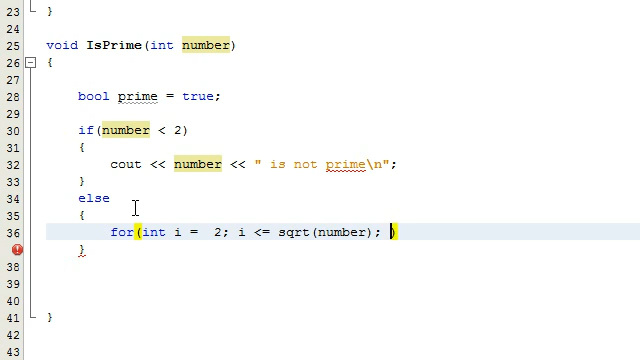 23 }
24
25 void IsPrime(int number)
26 {
27
28 bool prime = true;
29
30 if(number < 2)
31 {
32 cout << number << " is not prime\n";
33 }
34 else
35 {
36 for(int i =  2; i <= sqrt(number); )
}
38
39
40
41 }
42
43